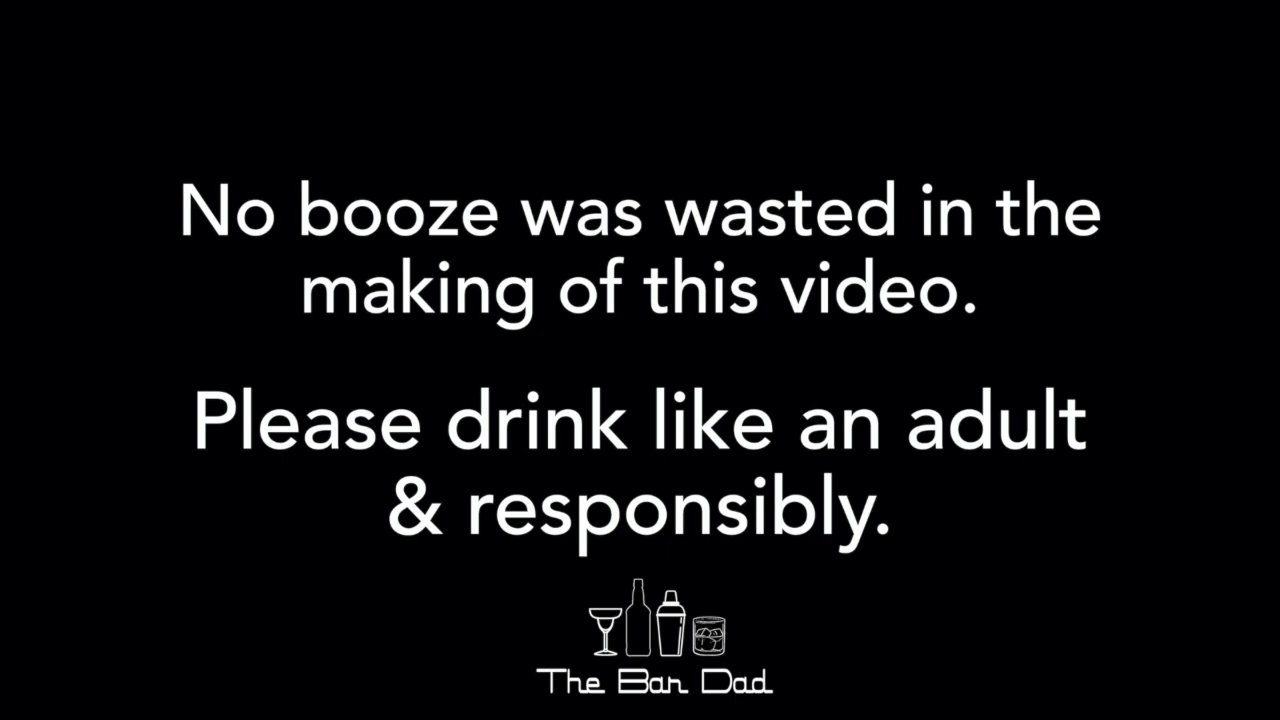 No booze was wasted in the
making of this video.
Please drink like an adult
& responsibly.
The Bar Dad